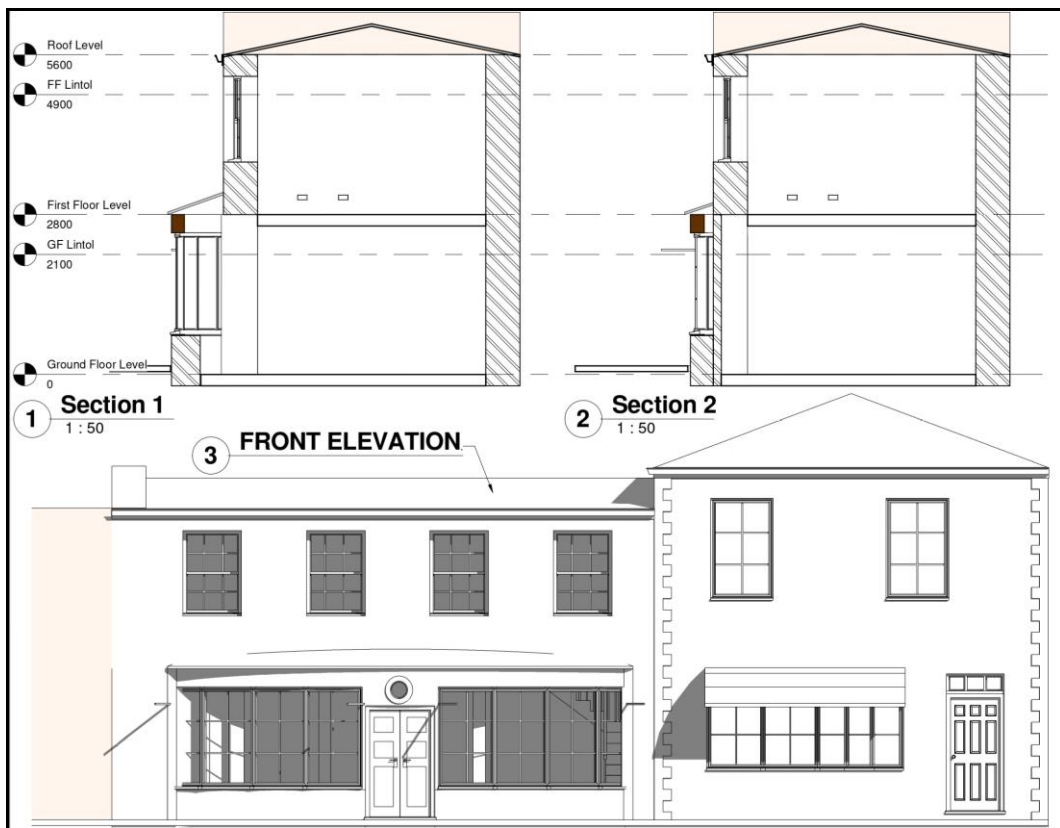 Roof Level
5600
FF Lintol
4900
First Floor Level
2800
GF Lintol
2100
Ground Floor Level
0
1 Section 1
1 : 50
2 Section 2
1 : 50
3 FRONT ELEVATION